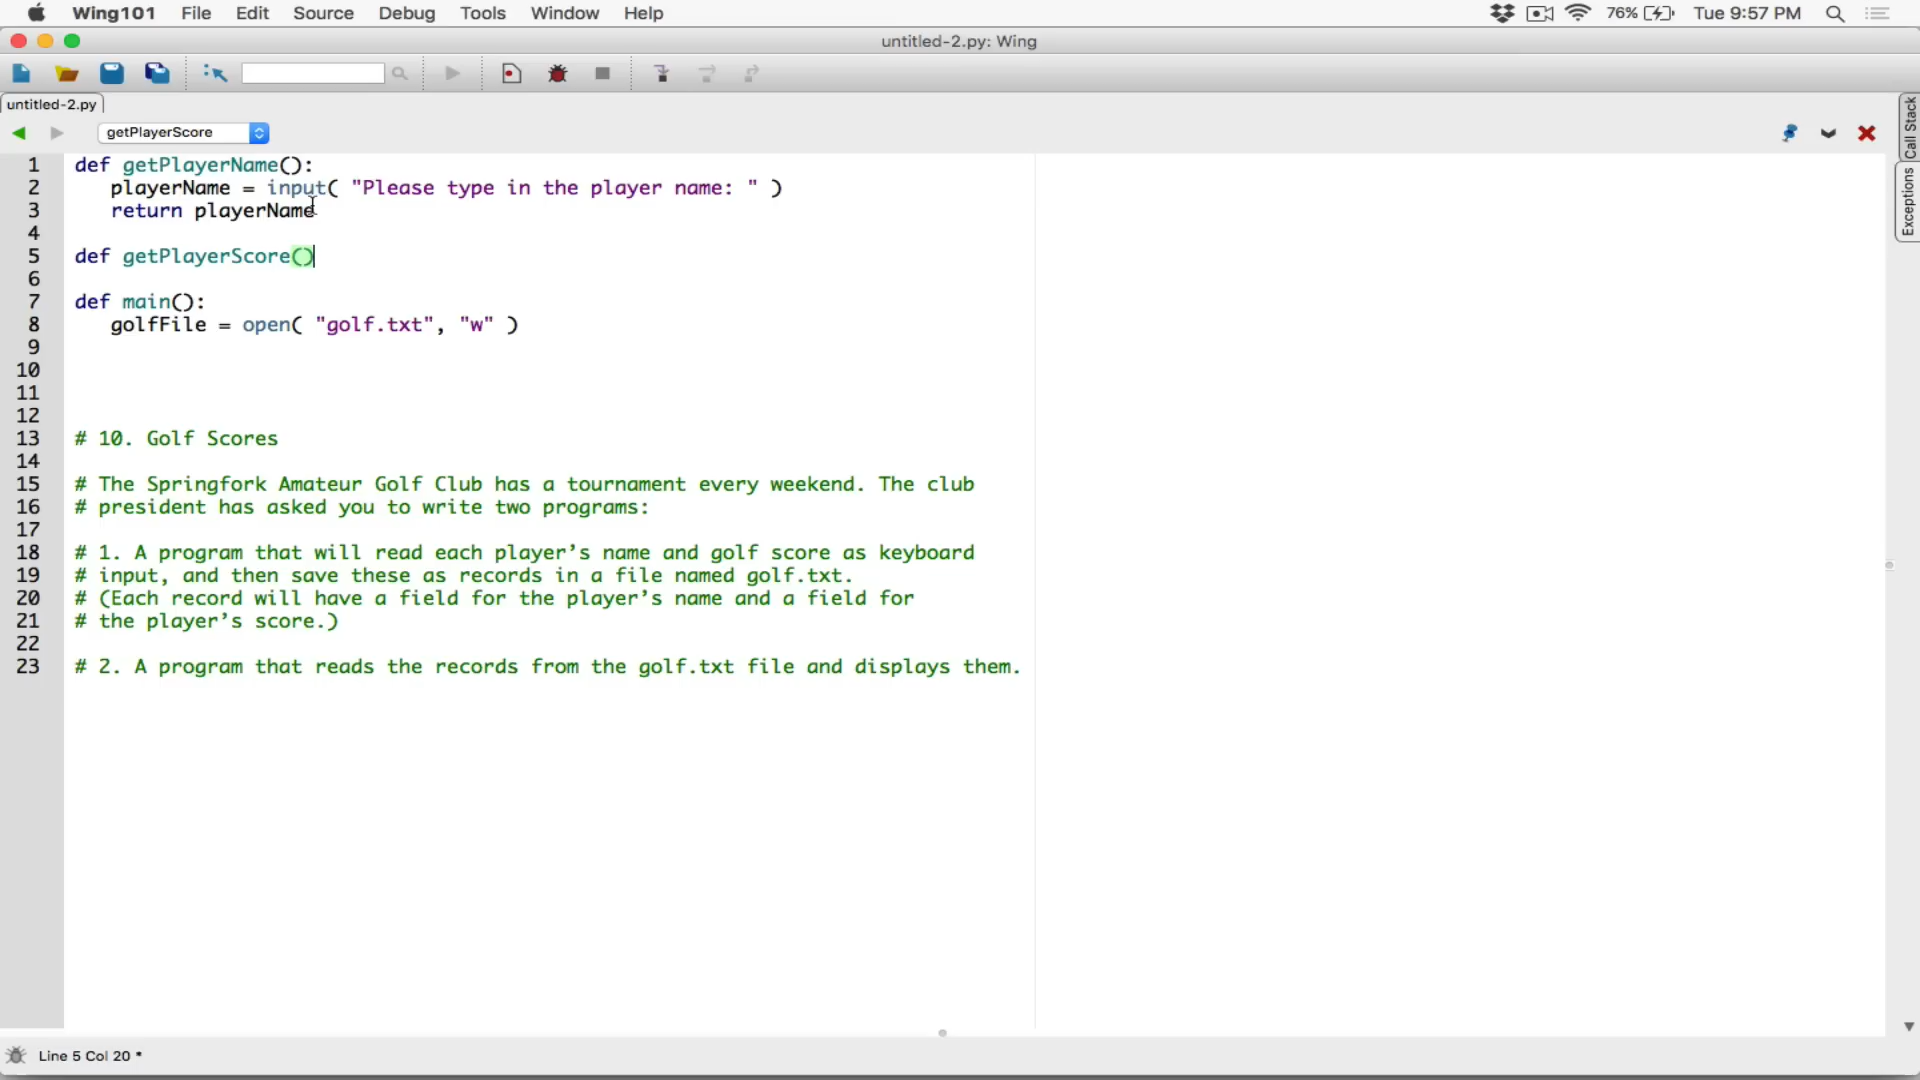 Wing101 File Edit Source Debug Tools Window Help 76% Tue 9:57 PM
untitled-2.py: Wing
untitled-2.py
getPlayerScore
Call Stack
Exceptions
1 def getPlayerName():
2 playerName = input( "Please type in the player name: " )
3 return playerName
4
5 def getPlayerScore()
6
7 def main():
8 golfFile = open( "golf.txt", "w" )
9
10
11
12
13 # 10. Golf Scores
14
15 # The Springfork Amateur Golf Club has a tournament every weekend. The club
16 # president has asked you to write two programs:
17
18 # 1. A program that will read each player’s name and golf score as keyboard
19 # input, and then save these as records in a file named golf.txt.
20 # (Each record will have a field for the player’s name and a field for
21 # the player’s score.)
22
23 # 2. A program that reads the records from the golf.txt file and displays them.
Line 5 Col 20 *